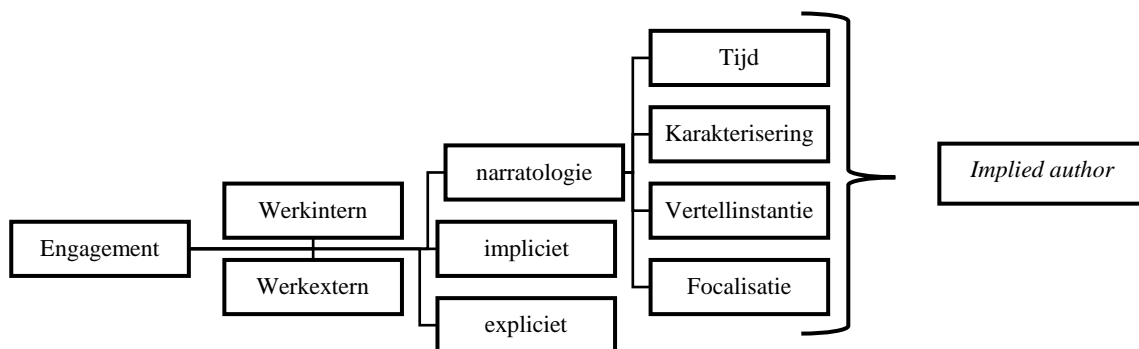 Engagement
Werkintern
Werkextern
narratologie
impliciet
expliciet
Tijd
Karakterisering
Vertellinstantie
Focalisatie
Implied author